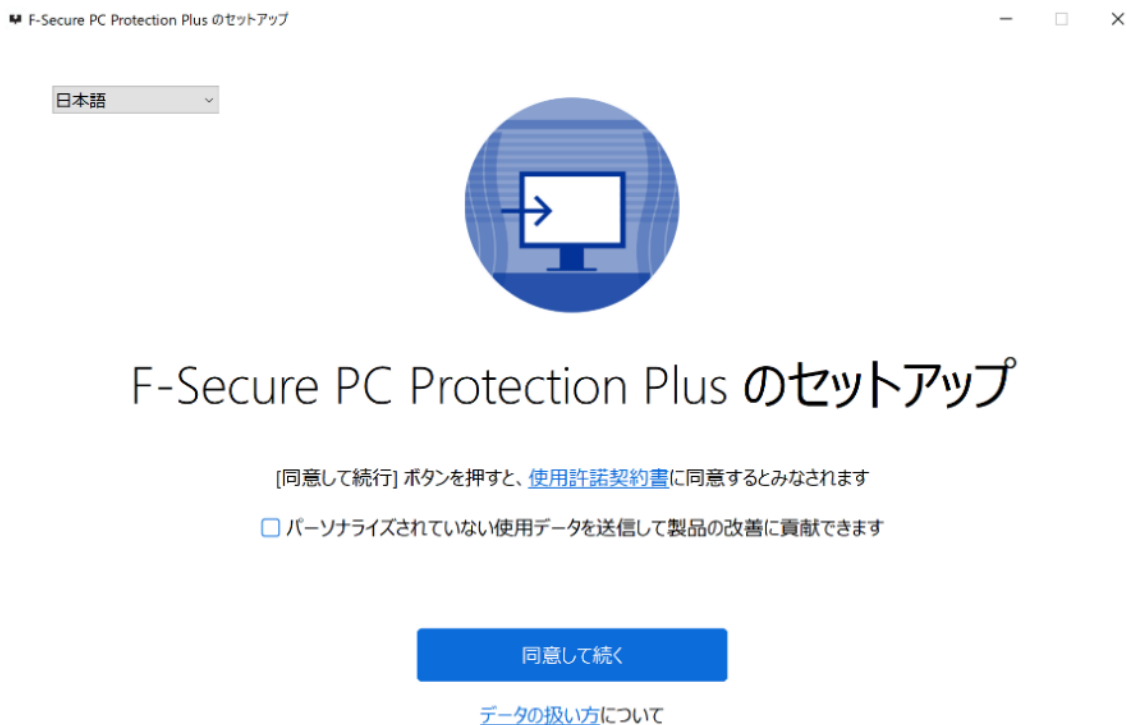 F-Secure PC Protection Plus のセットアップ
日本語
F-Secure PC Protection Plus のセットアップ
[同意して続行] ボタンを押すと、使用許諾契約書に同意するとみなされます
パーソナライズされていない使用データを送信して製品の改善に貢献できます
同意して続く
データの扱い方について